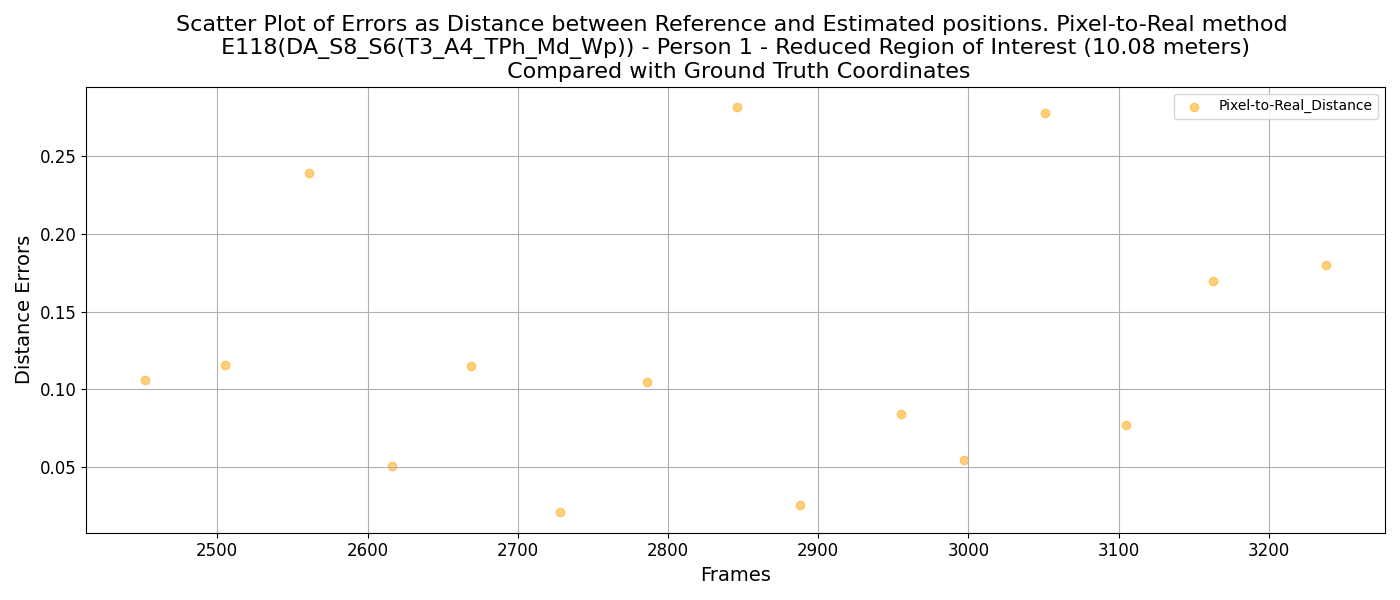 Scatter Plot of Errors as Distance between Reference and Estimated positions. Pixel-to-Real method
E118(DA_S8_S6(T3_A4_TPh_Md_Wp)) - Person 1 - Reduced Region of Interest (10.08 meters)
Compared with Ground Truth Coordinates
Pixel-to-Real_Distance
Distance Errors
0.25
0.20
0.15
0.10
0.05
2500 2600 2700 2800 2900 3000 3100 3200
Frames